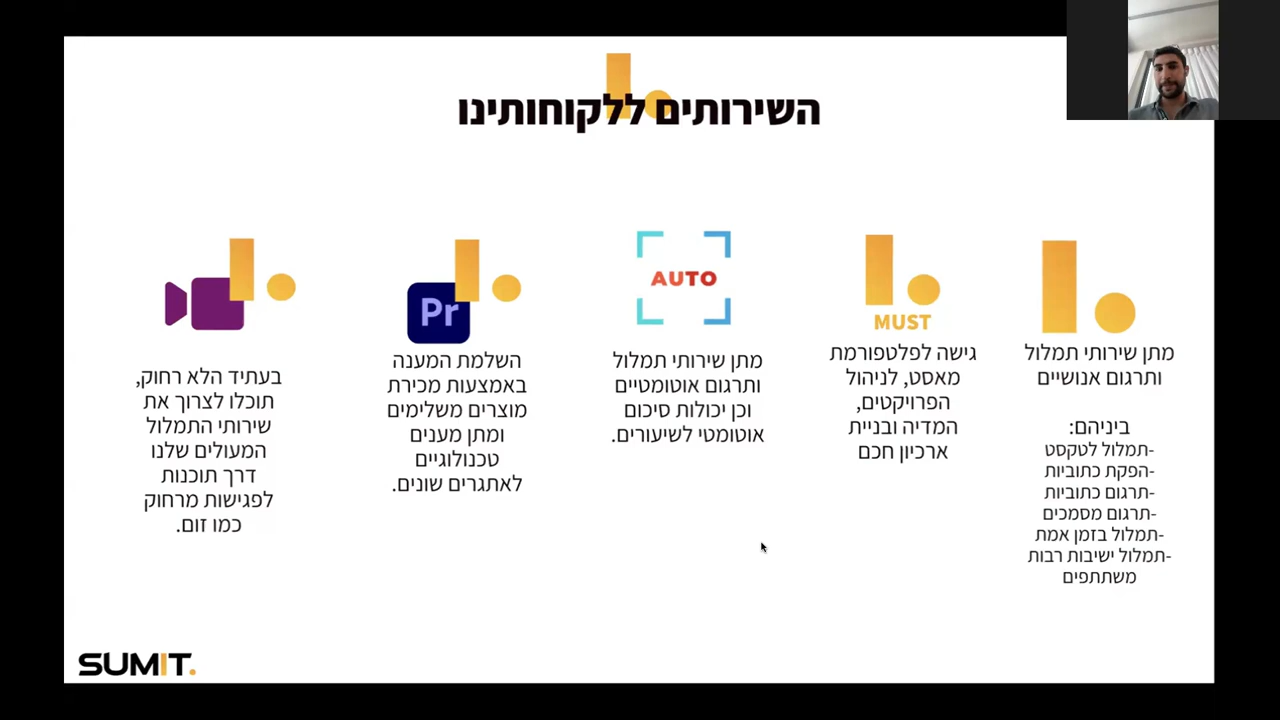 השירותים ללקוחותינו
מתן שירותי תמלול
ותרגום אנושיים
ביניהם:
-תמלול לטקסט
-הפקת כתוביות
-תרגום כתוביות
-תרגום מסמכים
-תמלול בזמן אמת
-תמלול ישיבות רבות
משתתפים
MUST
גישה לפלטפורמת
מאסט, לניהול
הפרויקטים,
המדיה ובניית
ארכיון חכם
AUTO
מתן שירותי תמלול
ותרגום אוטומטיים
וכן יכולות סיכום
אוטומטי לשיעורים.
Pr
השלמת המענה
באמצעות מכירת
מוצרים משלימים
ומתן מענים
טכנולוגיים
לאתגרים שונים.
בעתיד הלא רחוק,
תוכלו לצרוך את
שירותי התמלול
המעולים שלנו
דרך תוכנות
לפגישות מרחוק
כמו זום.
SUMIT.